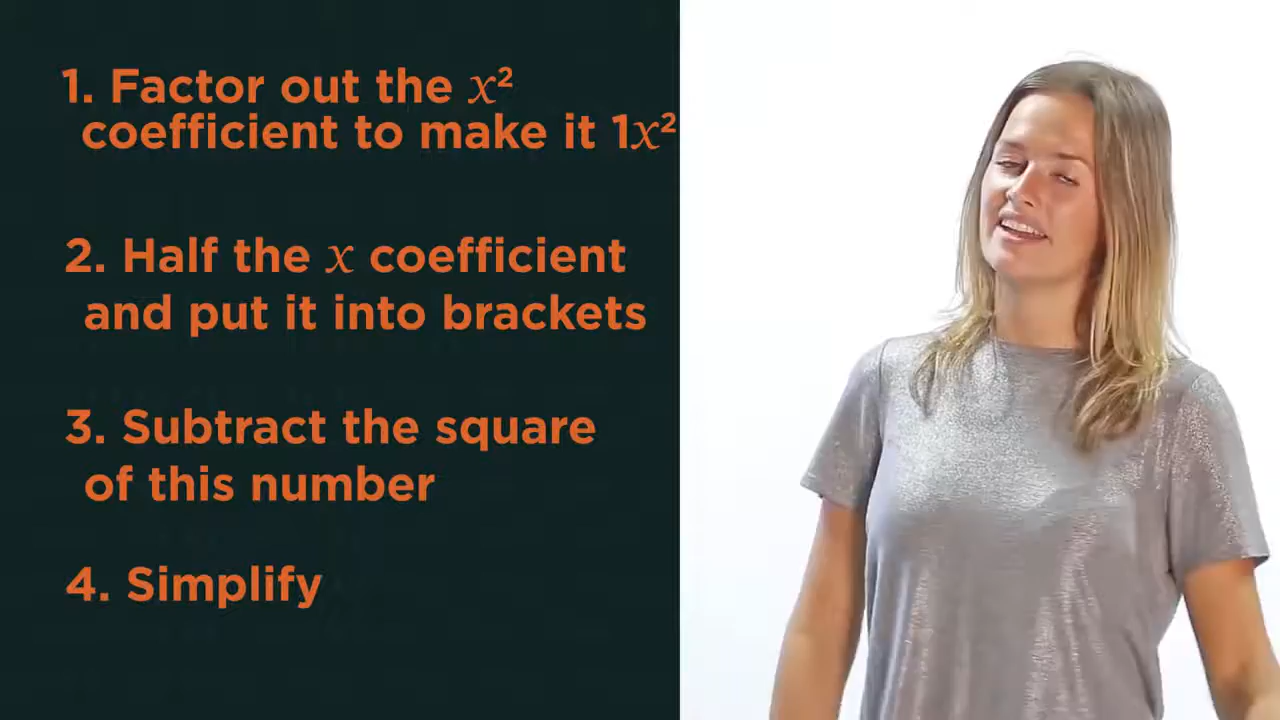 1. Factor out the x²
coefficient to make it 1x²
2. Half the x coefficient
and put it into brackets
3. Subtract the square
of this number
4. Simplify